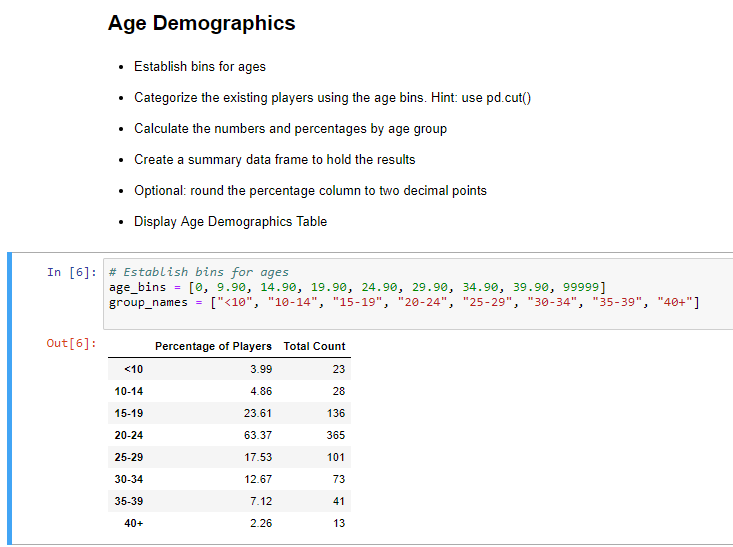 Age Demographics
• Establish bins for ages
• Categorize the existing players using the age bins. Hint: use pd.cut()
• Calculate the numbers and percentages by age group
• Create a summary data frame to hold the results
• Optional: round the percentage column to two decimal points
• Display Age Demographics Table
In [6]: # Establish bins for ages
age_bins = [0, 9.90, 14.90, 19.90, 24.90, 29.90, 34.90, 39.90, 99999]
group_names = ["<10", "10-14", "15-19", "20-24", "25-29", "30-34", "35-39", "40+"]
Out[6]: Percentage of Players Total Count
<10 3.99 23
10-14 4.86 28
15-19 23.61 136
20-24 63.37 365
25-29 17.53 101
30-34 12.67 73
35-39 7.12 41
40+ 2.26 13